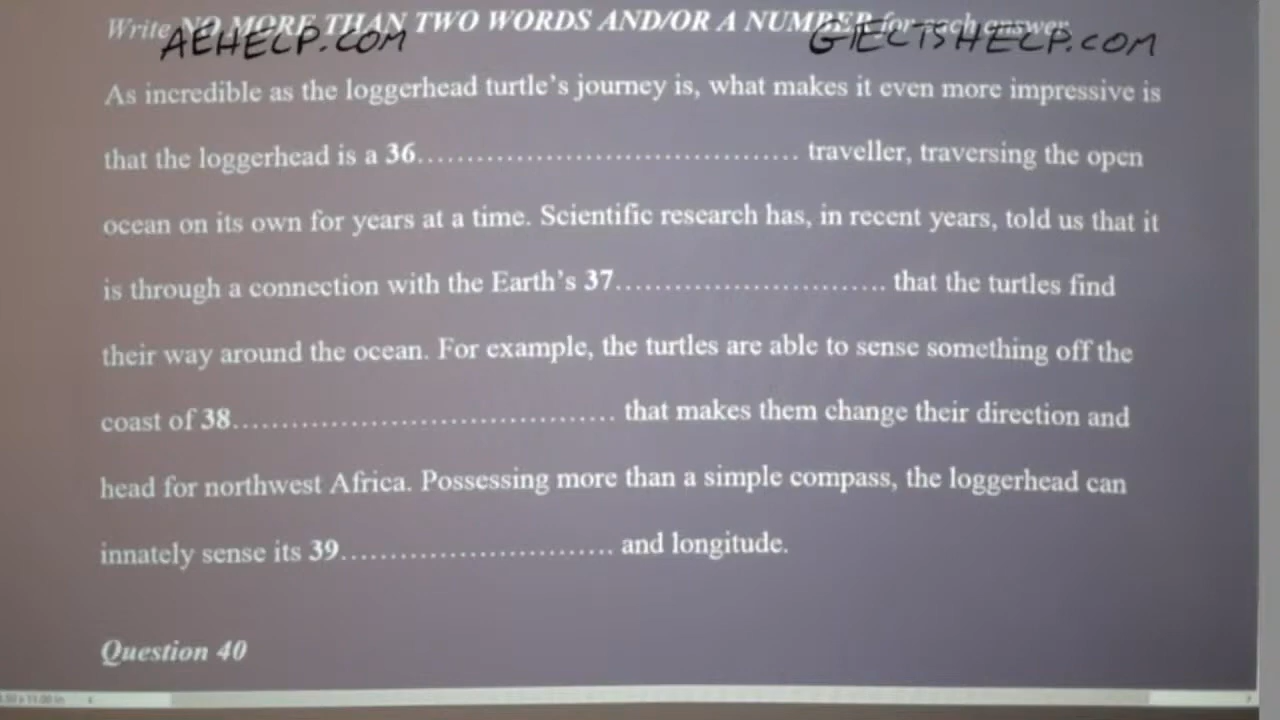 Write NO MORE THAN TWO WORDS AND/OR A NUMBER for each answer.
AEHELP.COM GIELTSHELP.COM
As incredible as the loggerhead turtle's journey is, what makes it even more impressive is
that the loggerhead is a 36...................................... traveller, traversing the open
ocean on its own for years at a time. Scientific research has, in recent years, told us that it
is through a connection with the Earth's 37........................... that the turtles find
their way around the ocean. For example, the turtles are able to sense something off the
coast of 38...................................... that makes them change their direction and
head for northwest Africa. Possessing more than a simple compass, the loggerhead can
innately sense its 39........................... and longitude.
Question 40